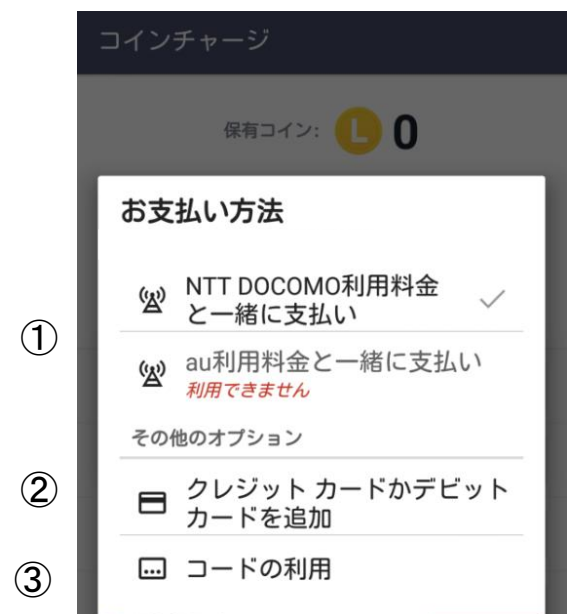 コインチャージ
保有コイン: L 0
お支払い方法
NTT DOCOMO利用料金
と一緒に支払い
①
au利用料金と一緒に支払い
利用できません
その他のオプション
②
クレジット カードかデビット
カードを追加
③
コードの利用